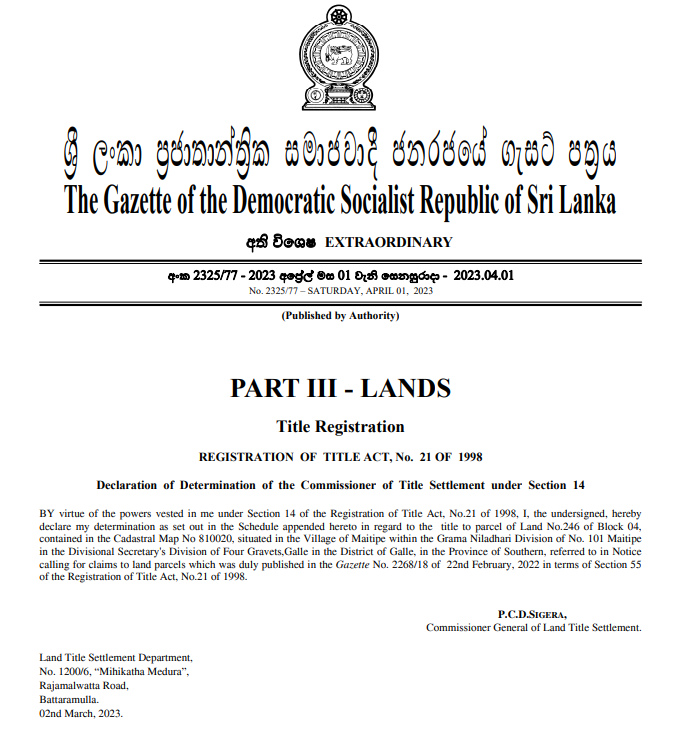 ශ්‍රී ලංකා ප්‍රජාතාන්ත්‍රික සමාජවාදී ජනරජයේ ගැසට් පත්‍රය
The Gazette of the Democratic Socialist Republic of Sri Lanka
අති විශෙෂ EXTRAORDINARY
අංක 2325/77 - 2023 අප්‍රේල් මස 01 වැනි සෙනසුරාදා - 2023.04.01
No. 2325/77 – SATURDAY, APRIL 01, 2023
(Published by Authority)
PART III - LANDS
Title Registration
REGISTRATION OF TITLE ACT, No. 21 OF 1998
Declaration of Determination of the Commissioner of Title Settlement under Section 14
BY virtue of the powers vested in me under Section 14 of the Registration of Title Act, No.21 of 1998, I, the undersigned, hereby
declare my determination as set out in the Schedule appended hereto in regard to the title to parcel of Land No.246 of Block 04,
contained in the Cadastral Map No 810020, situated in the Village of Maitipe within the Grama Niladhari Division of No. 101 Maitipe
in the Divisional Secretary's Division of Four Gravets,Galle in the District of Galle, in the Province of Southern, referred to in Notice
calling for claims to land parcels which was duly published in the Gazette No. 2268/18 of 22nd February, 2022 in terms of Section 55
of the Registration of Title Act, No.21 of 1998.
P.C.D.SIGERA,
Commissioner General of Land Title Settlement.
Land Title Settlement Department,
No. 1200/6, “Mihikatha Medura”,
Rajamalwatta Road,
Battaramulla.
02nd March, 2023.